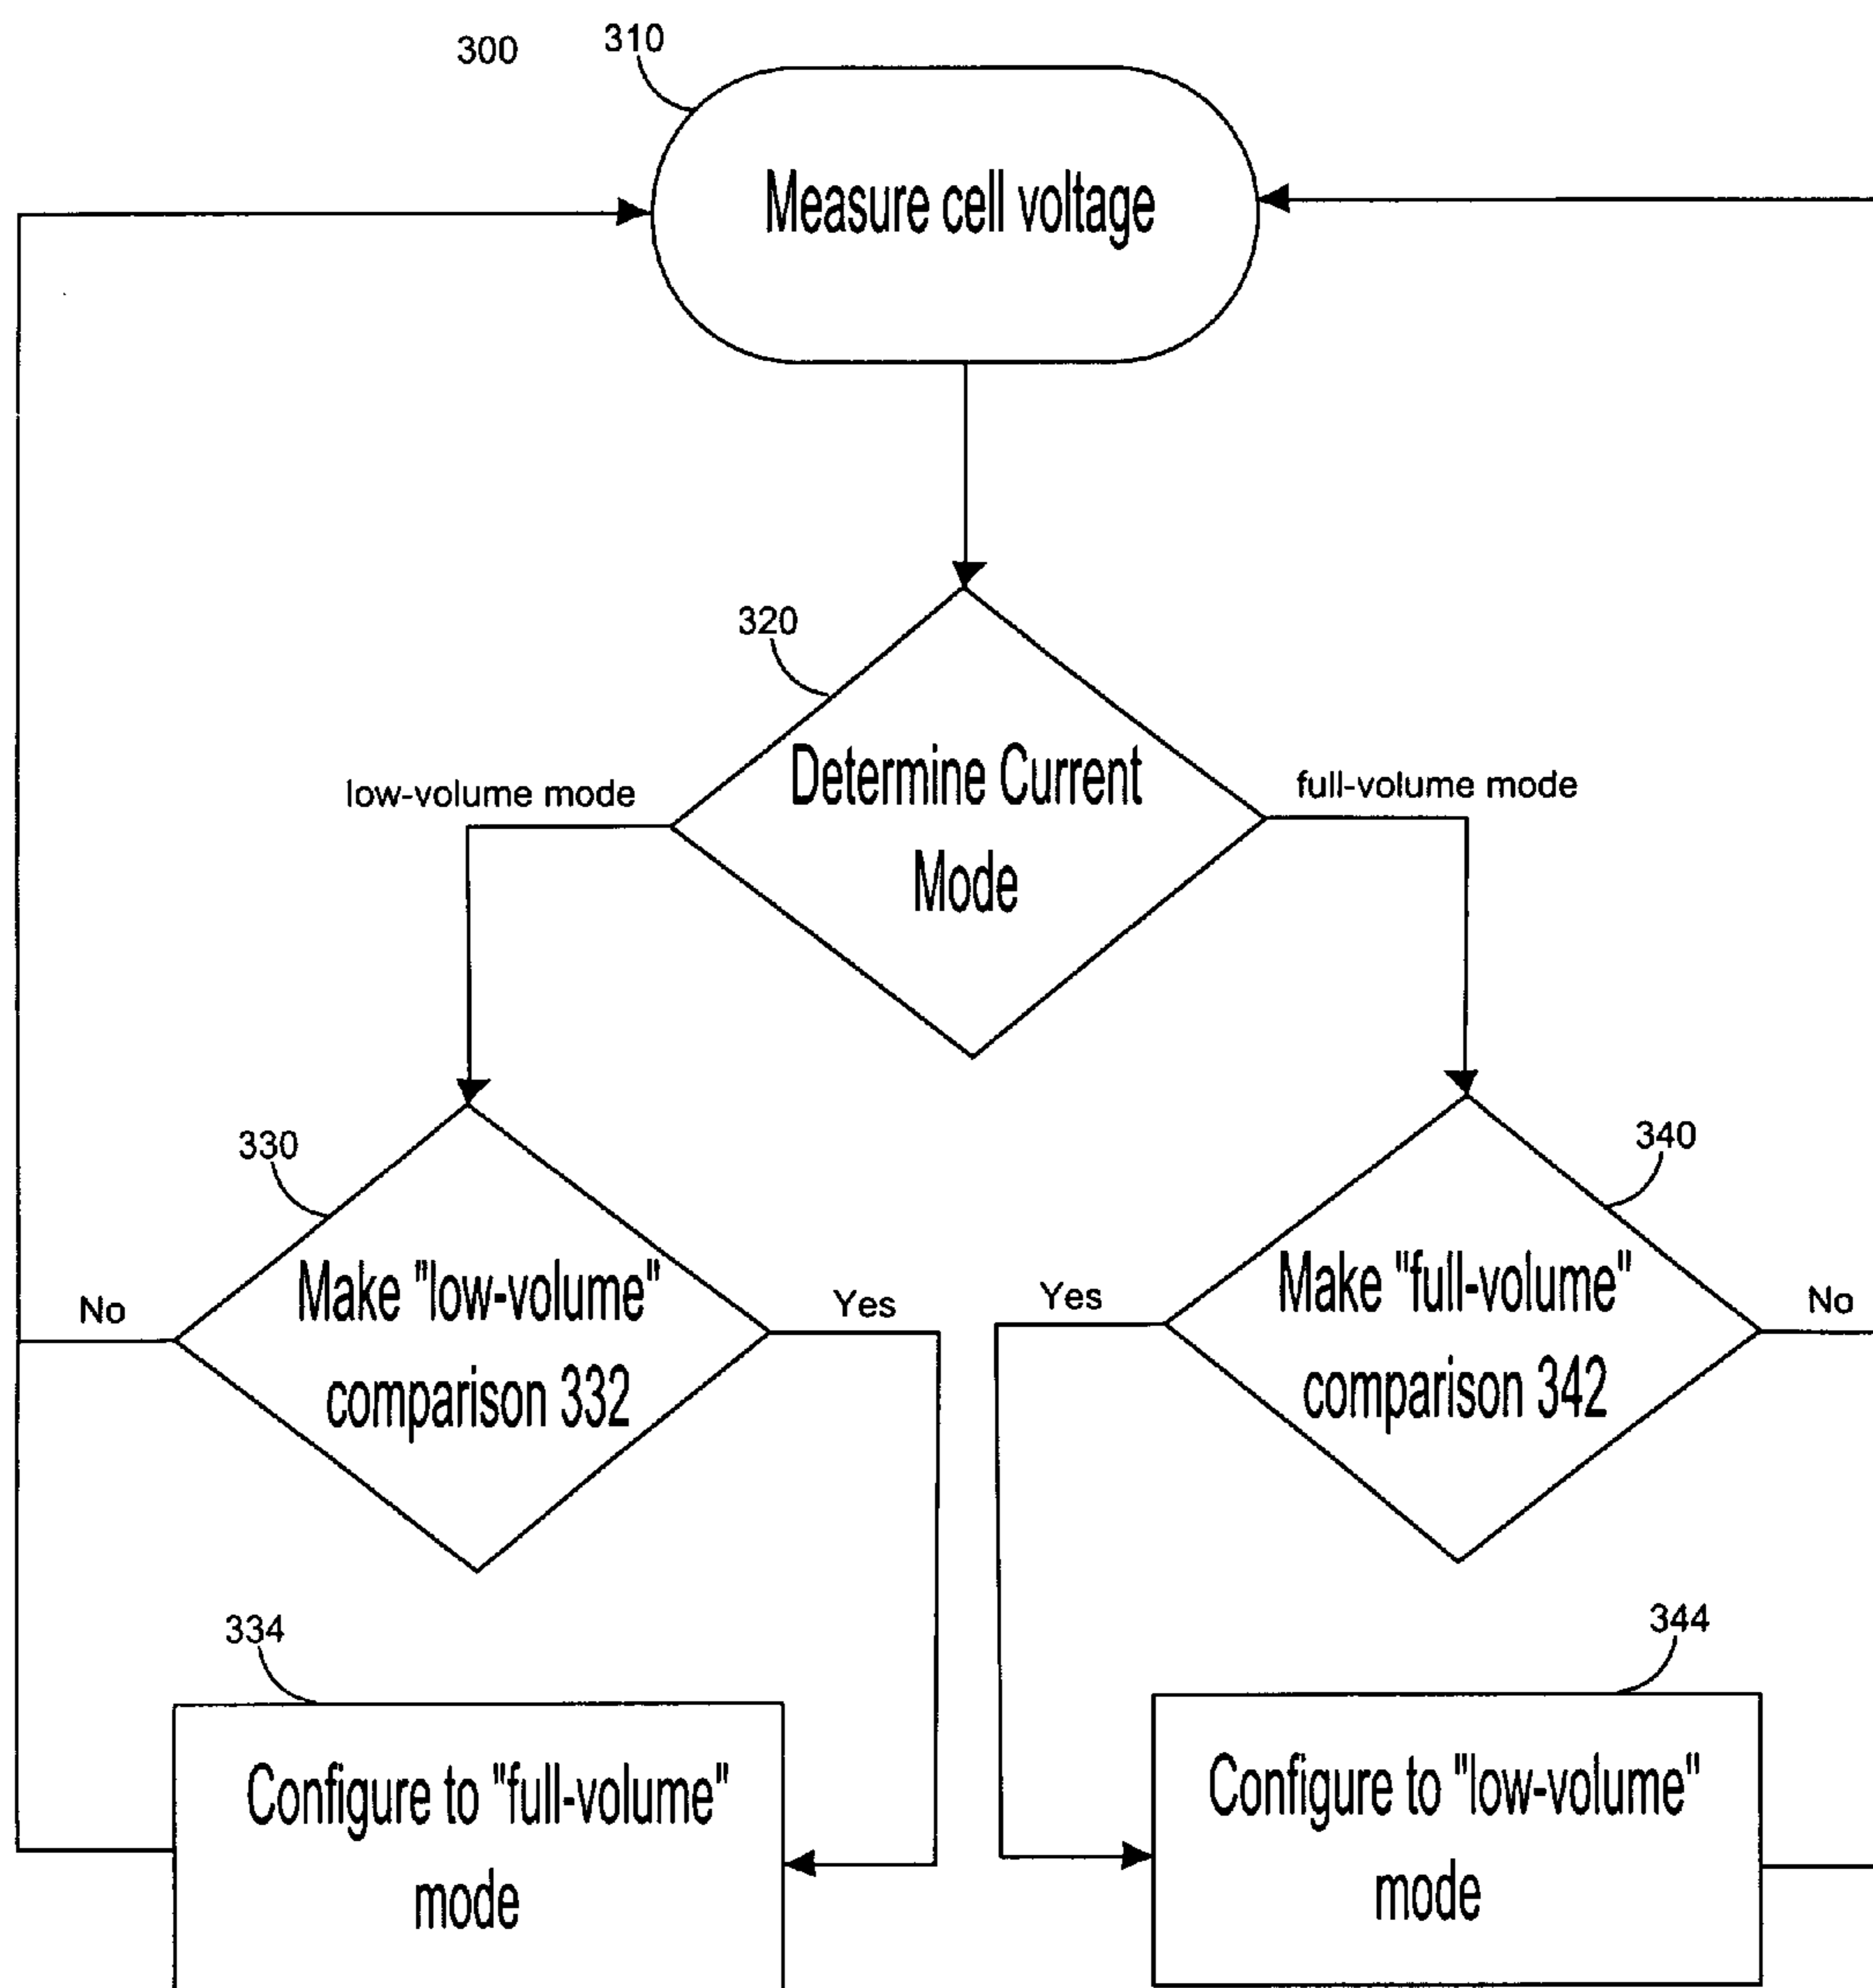 300
310
Measure cell voltage
320
Determine Current
Mode
low-volume mode
full-volume mode
330
340
Make "low-volume"
comparison 332
No
Yes
Make "full-volume"
comparison 342
Yes
No
334
344
Configure to "full-volume"
mode
Configure to "low-volume"
mode